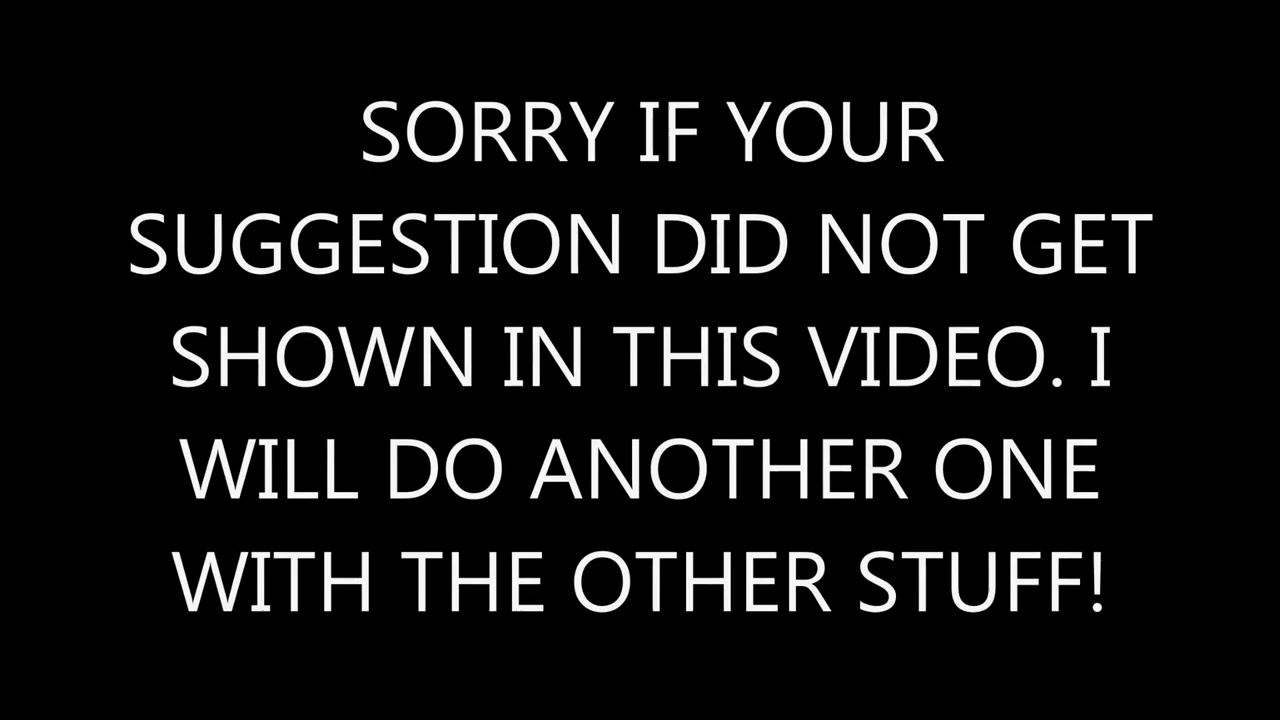 SORRY IF YOUR
SUGGESTION DID NOT GET
SHOWN IN THIS VIDEO. I
WILL DO ANOTHER ONE
WITH THE OTHER STUFF!